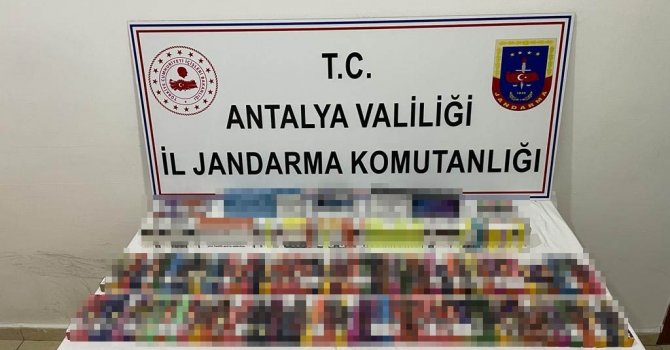 T.C.
ANTALYA VALİLİĞİ
İL JANDARMA KOMUTANLIĞI
JANDARMA